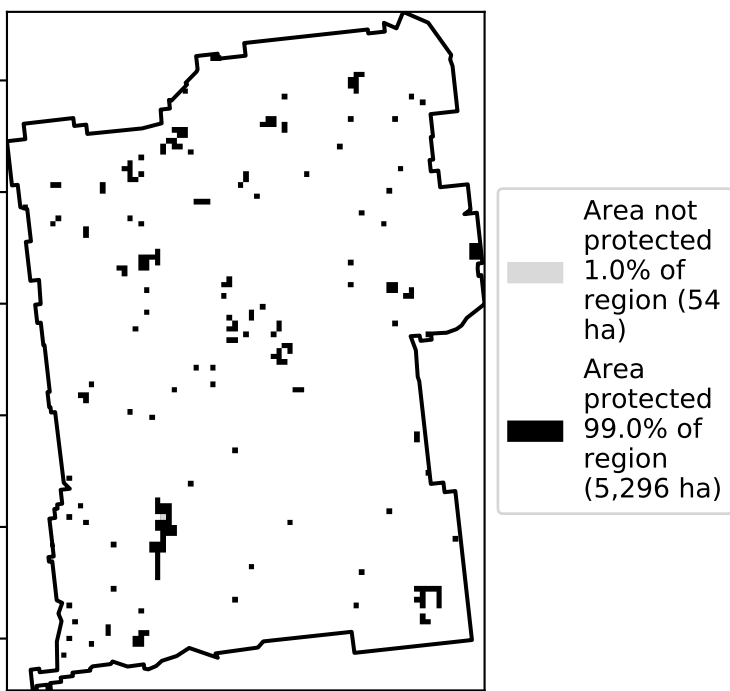 Area not
protected
1.0% of
region (54
ha)
Area
protected
99.0% of
region
(5,296 ha)